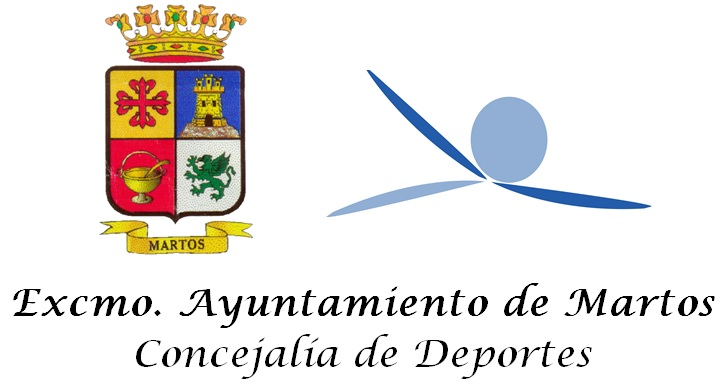 MARTOS
Excmo. Ayuntamiento de Martos
Concejalía de Deportes